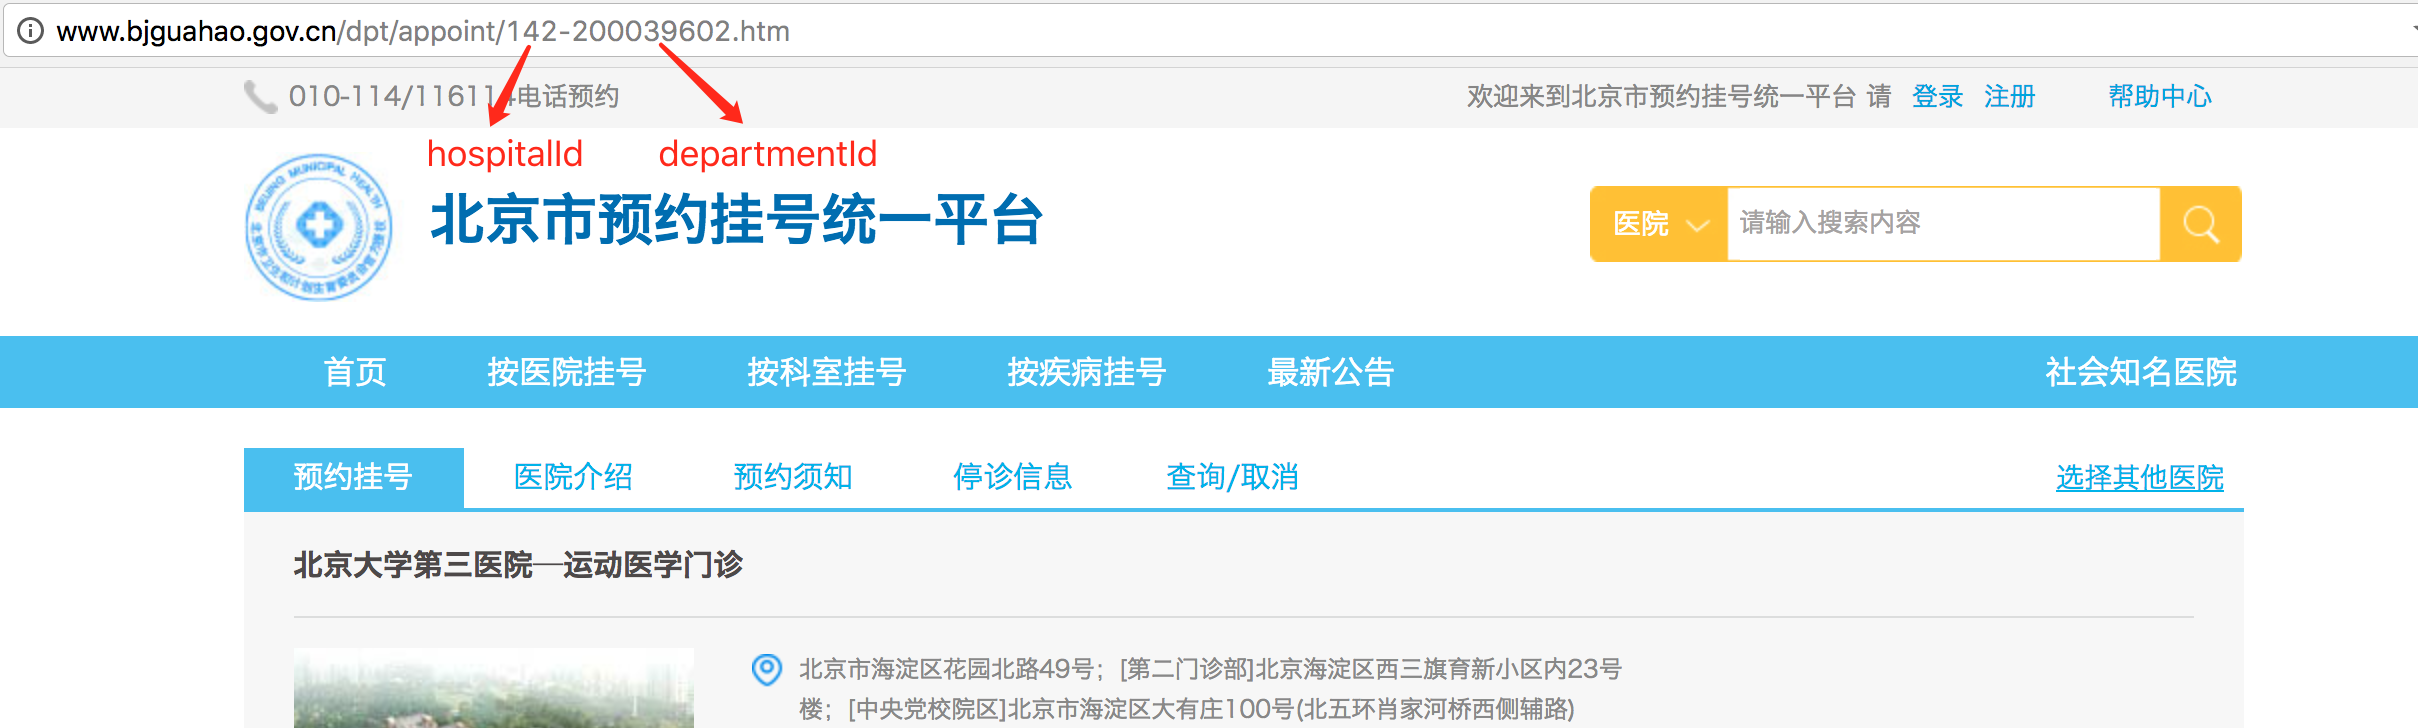 www.bjguahao.gov.cn/dpt/appoint/142-200039602.htm
010-114/116114电话预约
欢迎来到北京市预约挂号统一平台 请 登录 注册 帮助中心
hospitalId departmentId
BEIJING MUNICIPAL HEALTH
北京市预约挂号统一平台
医院 请输入搜索内容
首页 按医院挂号 按科室挂号 按疾病挂号 最新公告 社会知名医院
预约挂号 医院介绍 预约须知 停诊信息 查询/取消 选择其他医院
北京大学第三医院—运动医学门诊
北京市海淀区花园北路49号；[第二门诊部]北京海淀区西三旗育新小区内23号
楼；[中央党校院区]北京市海淀区大有庄100号(北五环肖家河桥西侧辅路)